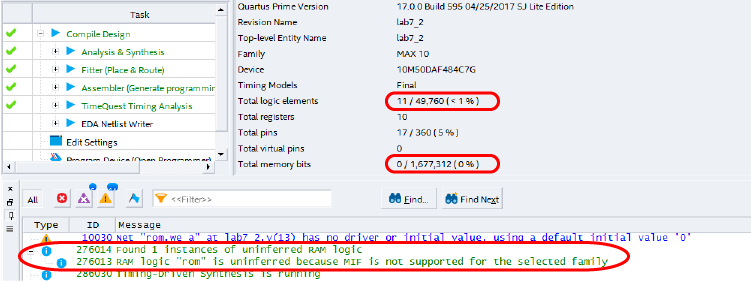 Quartus Prime Version 17.0.0 Build 595 04/25/2017 SJ Lite Edition
Task
Revision Name lab7_2
Compile Design
Top-level Entity Name lab7_2
Analysis & Synthesis
Family MAX 10
Fitter (Place & Route)
Device 10M50DAF484C7G
Assembler (Generate programmin
Timing Models Final
Total logic elements 11 / 49,760 ( < 1 % )
TimeQuest Timing Analysis
Total registers 10
EDA Netlist Writer
Total pins 17 / 360 ( 5 % )
Edit Settings
Total virtual pins 0
Program Device (Open Programmer)
Total memory bits 0 / 1,677,312 ( 0 % )
All <<Filter>> Find... Find Next
Type ID Message
10030 Net "rom.we_a" at lab7_2.v(13) has no driver or initial value, using a default initial value '0'
276014 Found 1 instances of uninferred RAM logic
276013 RAM logic "rom" is uninferred because MIF is not supported for the selected family
286030 Timing-Driven Synthesis is running